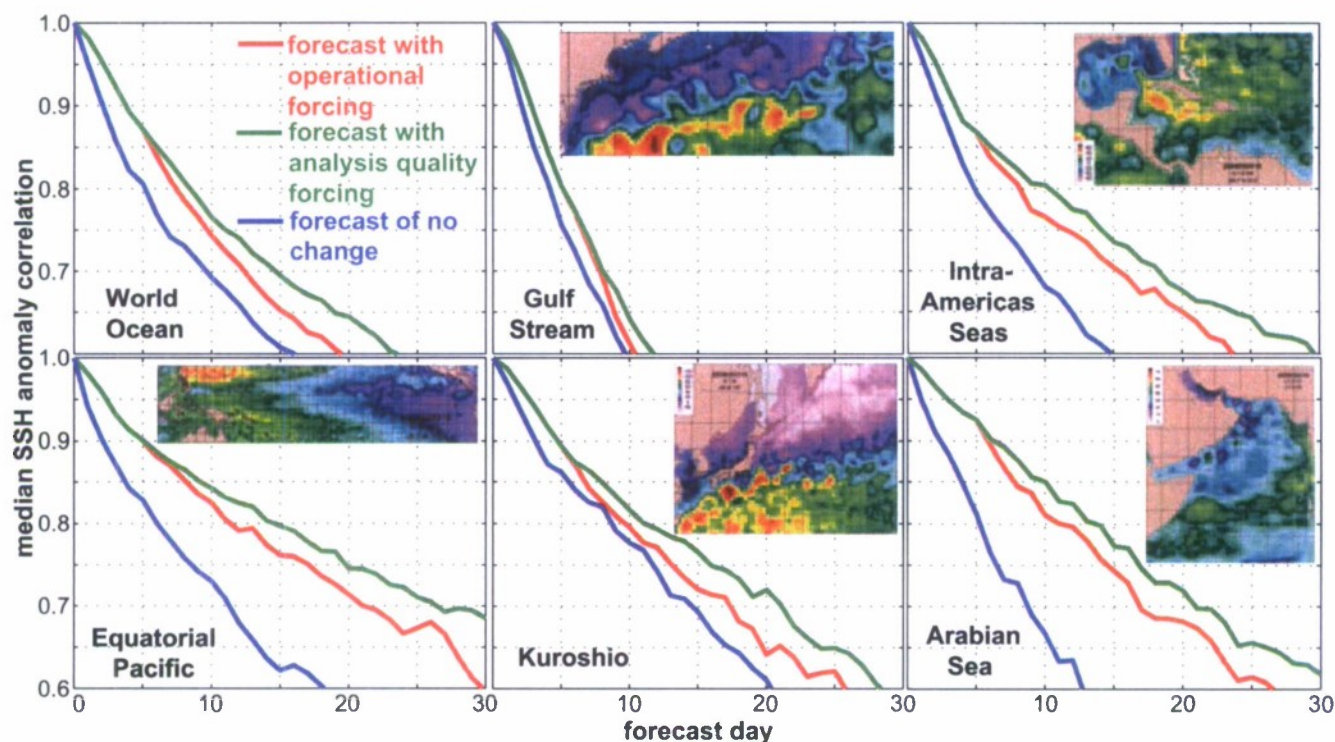 1.0
0.9
0.8
0.7
forecast with
operational
forcing
forecast with
analysis quality
forcing
forecast of no
change
World
Ocean
Gulf
Stream
Intra-
Americas
Seas
1.0
0.9
0.8
0.7
0.6
Equatorial
Pacific
Kuroshio
Arabian
Sea
0 10 20 30
10 20 30
10 20 30
median SSH anomaly correlation
forecast day